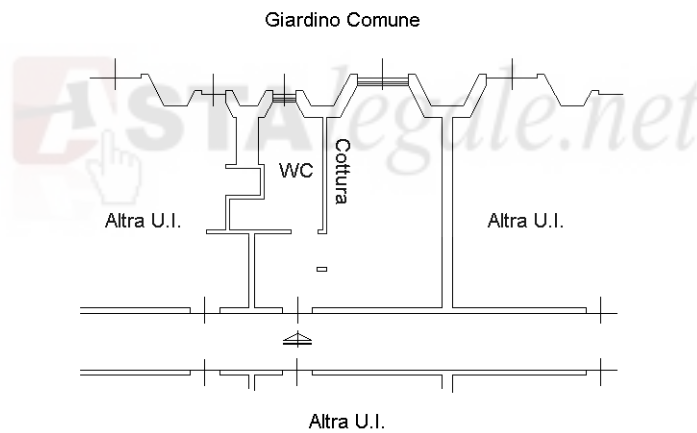 Giardino Comune
ASTAlegale.net
WC
Cottura
Altra U.I.
Altra U.I.
Altra U.I.